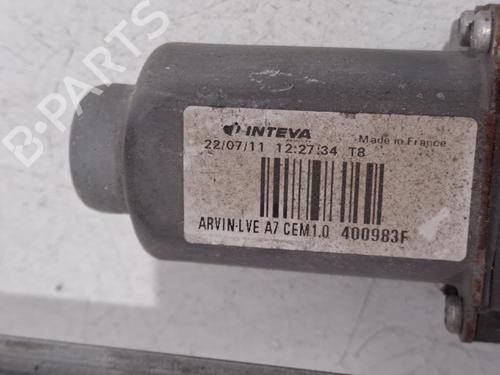 INTEVA
Made in France
22/07/11 12:27:34 T8
ARVIN-LVE A7 CEM1.0 400983F
B-PARTS